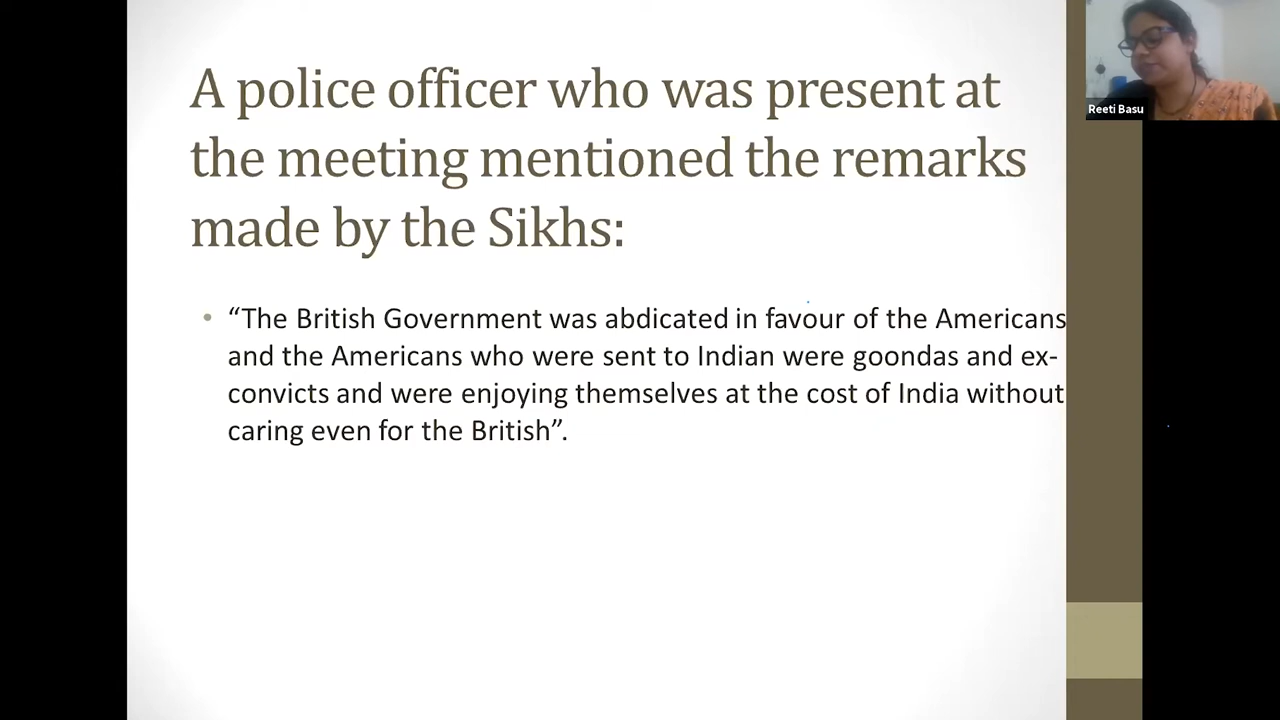 A police officer who was present at
the meeting mentioned the remarks
made by the Sikhs:
• “The British Government was abdicated in favour of the Americans
and the Americans who were sent to Indian were goondas and ex-
convicts and were enjoying themselves at the cost of India without
caring even for the British”.
Reeti Basu